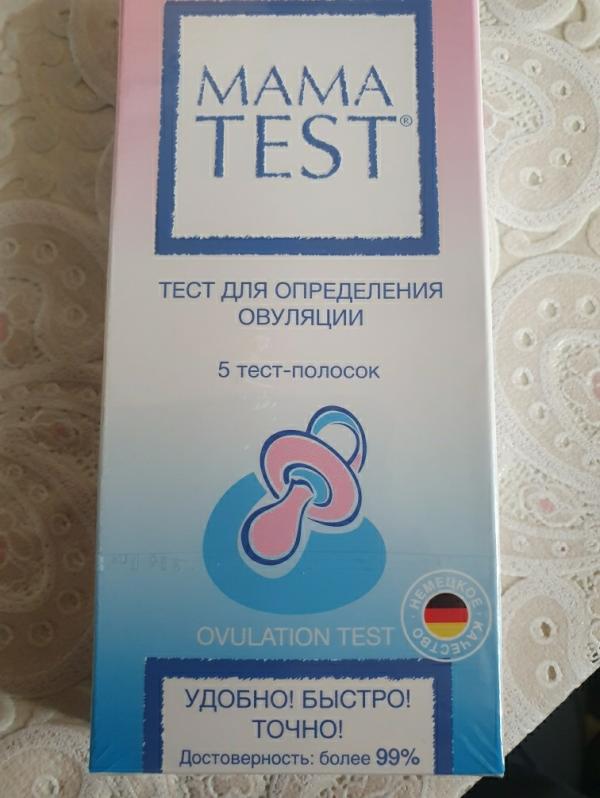 MAMA
TEST®
ТЕСТ ДЛЯ ОПРЕДЕЛЕНИЯ
ОВУЛЯЦИИ
5 тест-полосок
OVULATION TEST
НЕМЕЦКОЕ КАЧЕСТВО
УДОБНО! БЫСТРО!
ТОЧНО!
Достоверность: более 99%